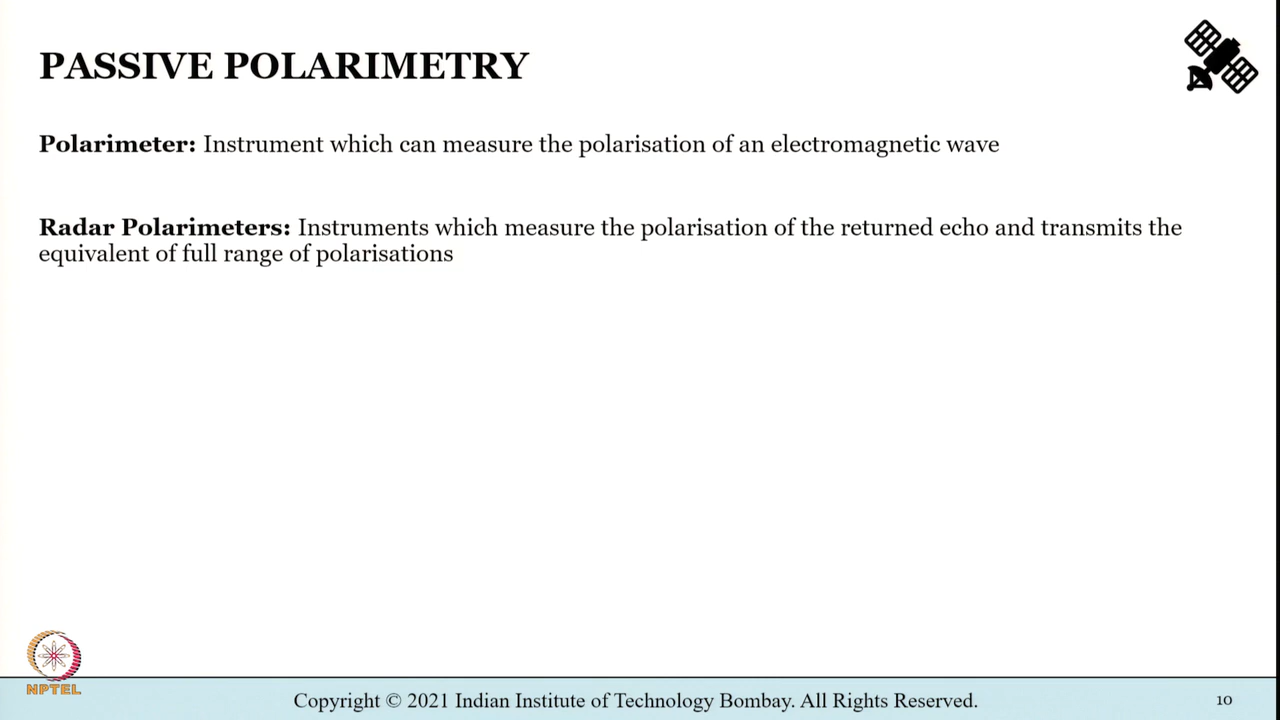 PASSIVE POLARIMETRY
Polarimeter: Instrument which can measure the polarisation of an electromagnetic wave
Radar Polarimeters: Instruments which measure the polarisation of the returned echo and transmits the
equivalent of full range of polarisations
NPTEL
Copyright © 2021 Indian Institute of Technology Bombay. All Rights Reserved.
10